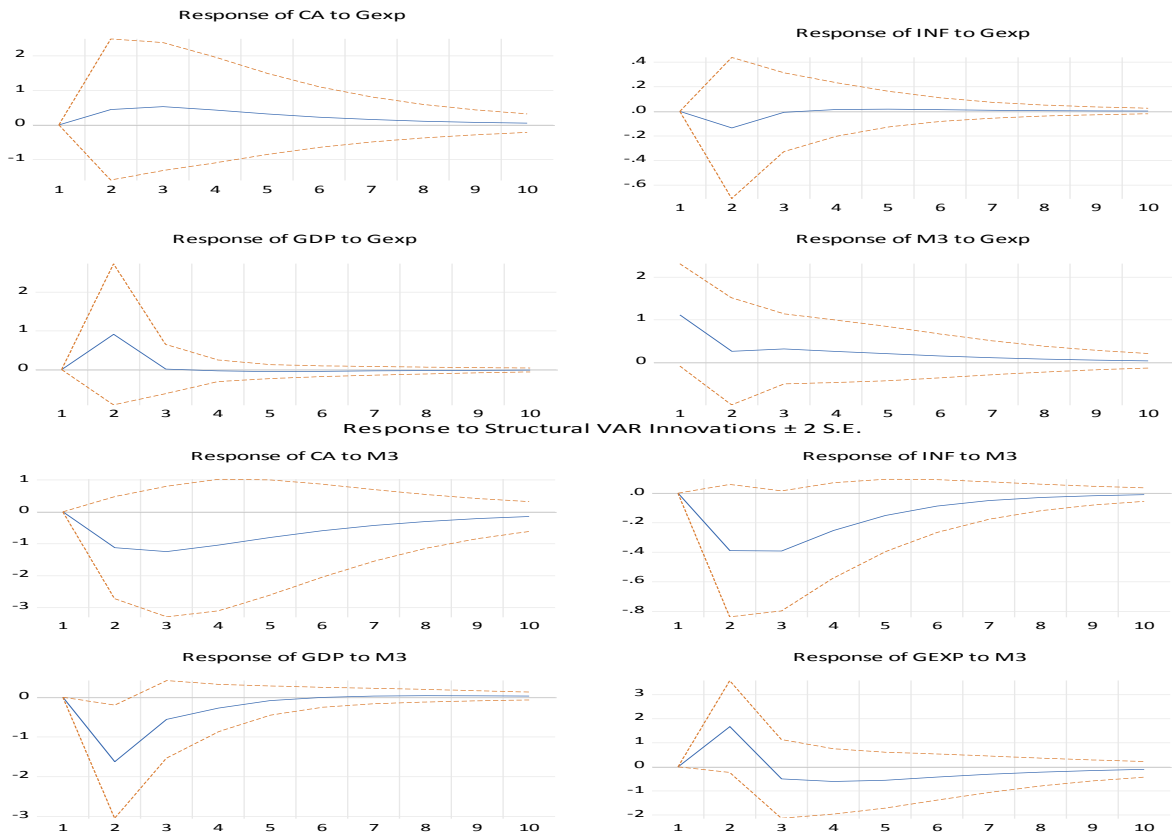 Response of CA to Gexp
2
1
0
-1
1 2 3 4 5 6 7 8 9 10
Response of INF to Gexp
.4
.2
.0
-.2
-.4
-.6
1 2 3 4 5 6 7 8 9 10
Response of GDP to Gexp
2
1
0
1 2 3 4 5 6 7 8 9 10
Response of M3 to Gexp
2
1
0
1 2 3 4 5 6 7 8 9 10
Response to Structural VAR Innovations ± 2 S.E.
Response of CA to M3
1
0
-1
-2
-3
1 2 3 4 5 6 7 8 9 10
Response of INF to M3
.0
-.2
-.4
-.6
-.8
1 2 3 4 5 6 7 8 9 10
Response of GDP to M3
0
-1
-2
-3
1 2 3 4 5 6 7 8 9 10
Response of GEXP to M3
3
2
1
0
-1
-2
1 2 3 4 5 6 7 8 9 10